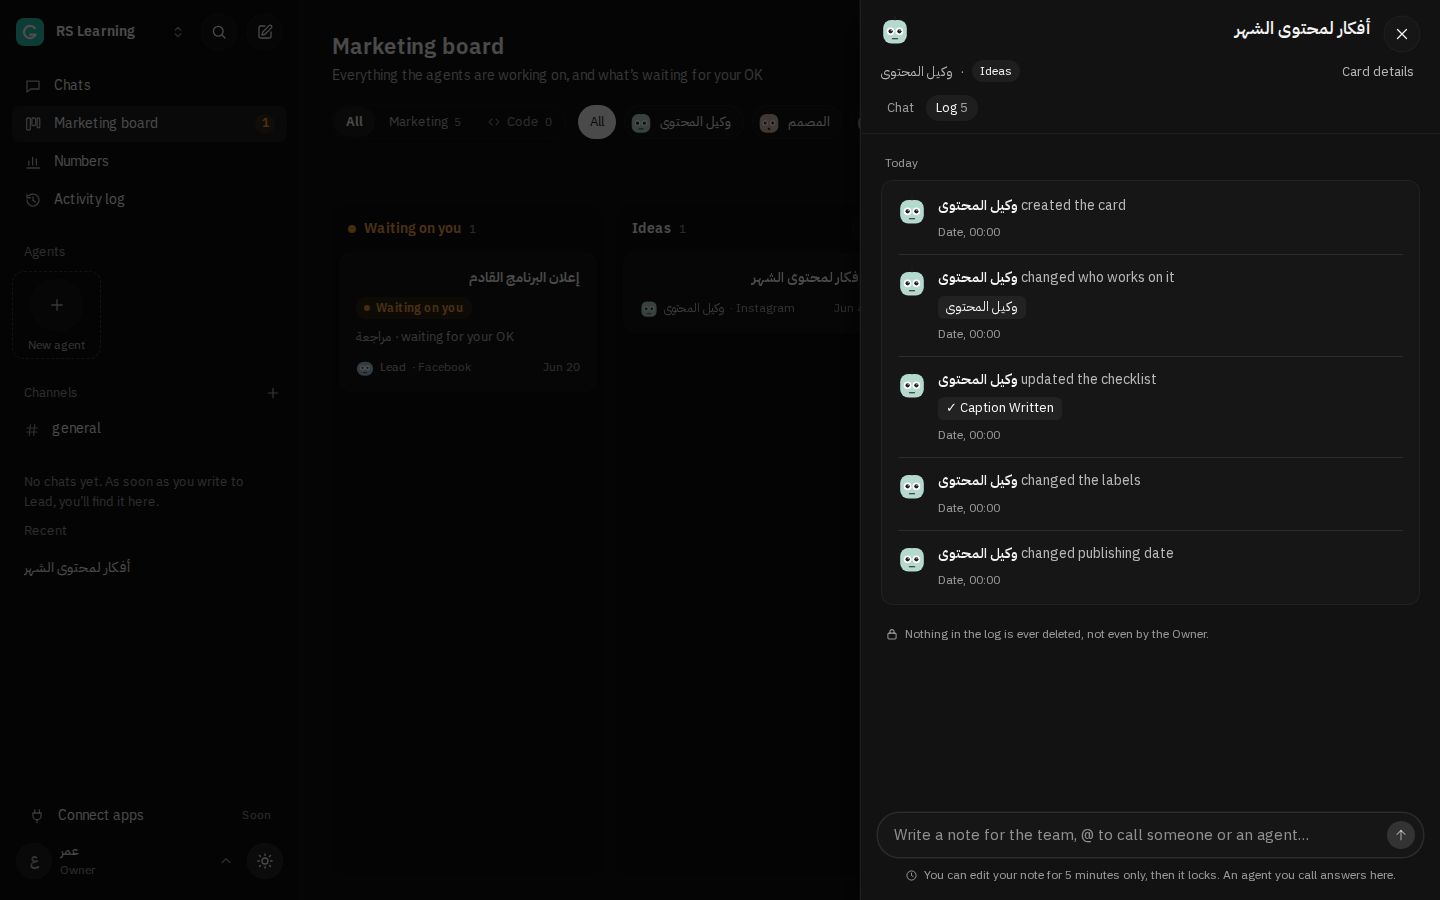 RS Learning
Chats
Marketing board 1
Numbers
Activity log
Agents
New agent
Channels
general
No chats yet. As soon as you write to
Lead, you'll find it here.
Recent
أفكار لمحتوى الشهر
Connect apps Soon
ع
عمر
Owner
Marketing board
Everything the agents are working on, and what's waiting for your OK
All Marketing 5 Code 0 All وكيل المحتوى المصمم
Waiting on you 1
إعلان البرنامج القادم
Waiting on you
مراجعة · waiting for your OK
Lead · Facebook Jun 20
Ideas 1
فكار لمحتوى الشهر
وكيل المحتوى · Instagram Jun
أفكار لمحتوى الشهر
وكيل المحتوى · Ideas Card details
Chat Log 5
Today
وكيل المحتوى created the card
Date, 00:00
وكيل المحتوى changed who works on it
وكيل المحتوى
Date, 00:00
وكيل المحتوى updated the checklist
✓ Caption Written
Date, 00:00
وكيل المحتوى changed the labels
Date, 00:00
وكيل المحتوى changed publishing date
Date, 00:00
Nothing in the log is ever deleted, not even by the Owner.
Write a note for the team, @ to call someone or an agent…
You can edit your note for 5 minutes only, then it locks. An agent you call answers here.